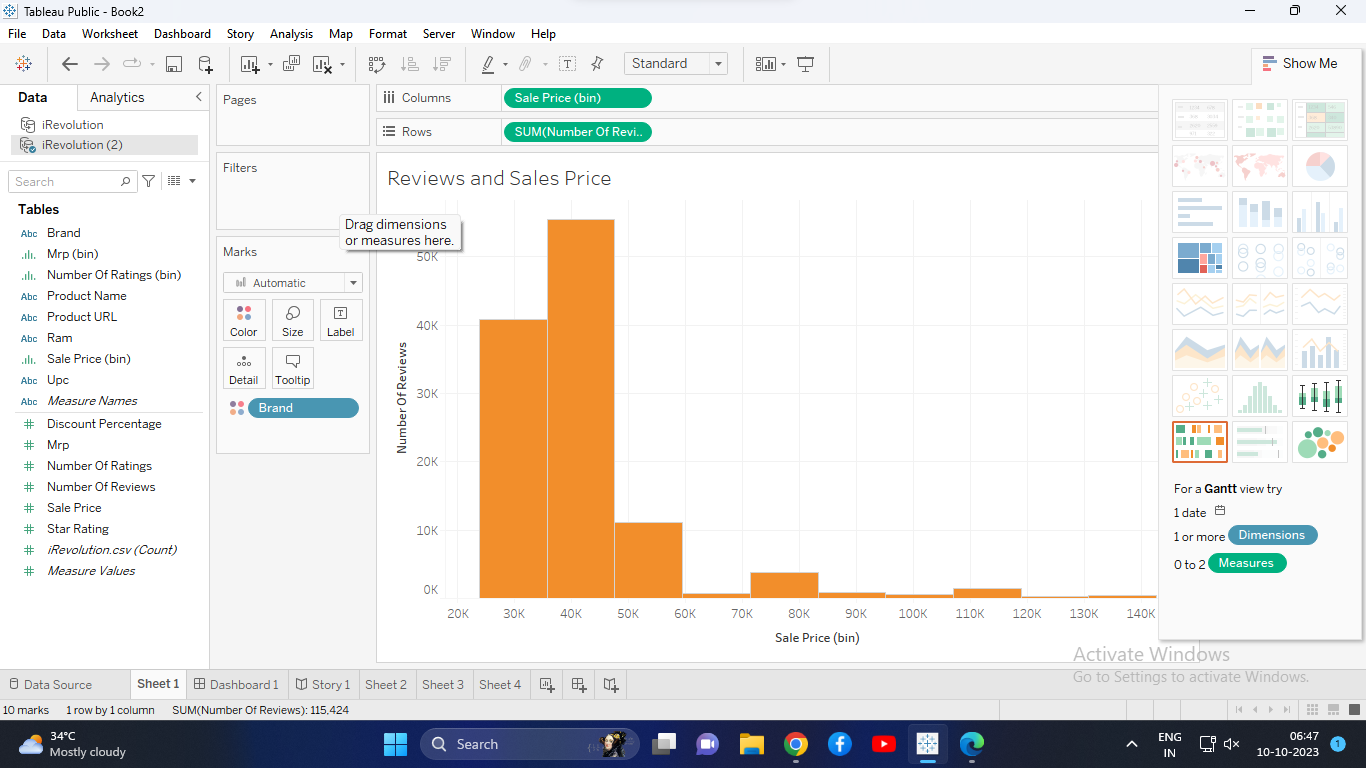 Tableau Public - Book2
File Data Worksheet Dashboard Story Analysis Map Format Server Window Help
Standard
Show Me
Data Analytics
iRevolution
iRevolution (2)
Search
Tables
Abc Brand
Mrp (bin)
Number Of Ratings (bin)
Abc Product Name
Abc Product URL
Abc Ram
Sale Price (bin)
Abc Upc
Abc Measure Names
# Discount Percentage
# Mrp
# Number Of Ratings
# Number Of Reviews
# Sale Price
# Star Rating
# iRevolution.csv (Count)
# Measure Values
Pages
Filters
Drag dimensions
or measures here.
Marks
Automatic
Color Size Label
Detail Tooltip
Brand
Columns Sale Price (bin)
Rows SUM(Number Of Revi..
Reviews and Sales Price
50K
40K
30K
20K
10K
0K
Number Of Reviews
20K 30K 40K 50K 60K 70K 80K 90K 100K 110K 120K 130K 140K
Sale Price (bin)
For a Gantt view try
1 date
1 or more Dimensions
0 to 2 Measures
Activate Windows
Go to Settings to activate Windows.
Data Source Sheet 1 Dashboard 1 Story 1 Sheet 2 Sheet 3 Sheet 4
10 marks 1 row by 1 column SUM(Number Of Reviews): 115,424
34°C
Mostly cloudy
Search
ENG
IN
06:47
10-10-2023
1